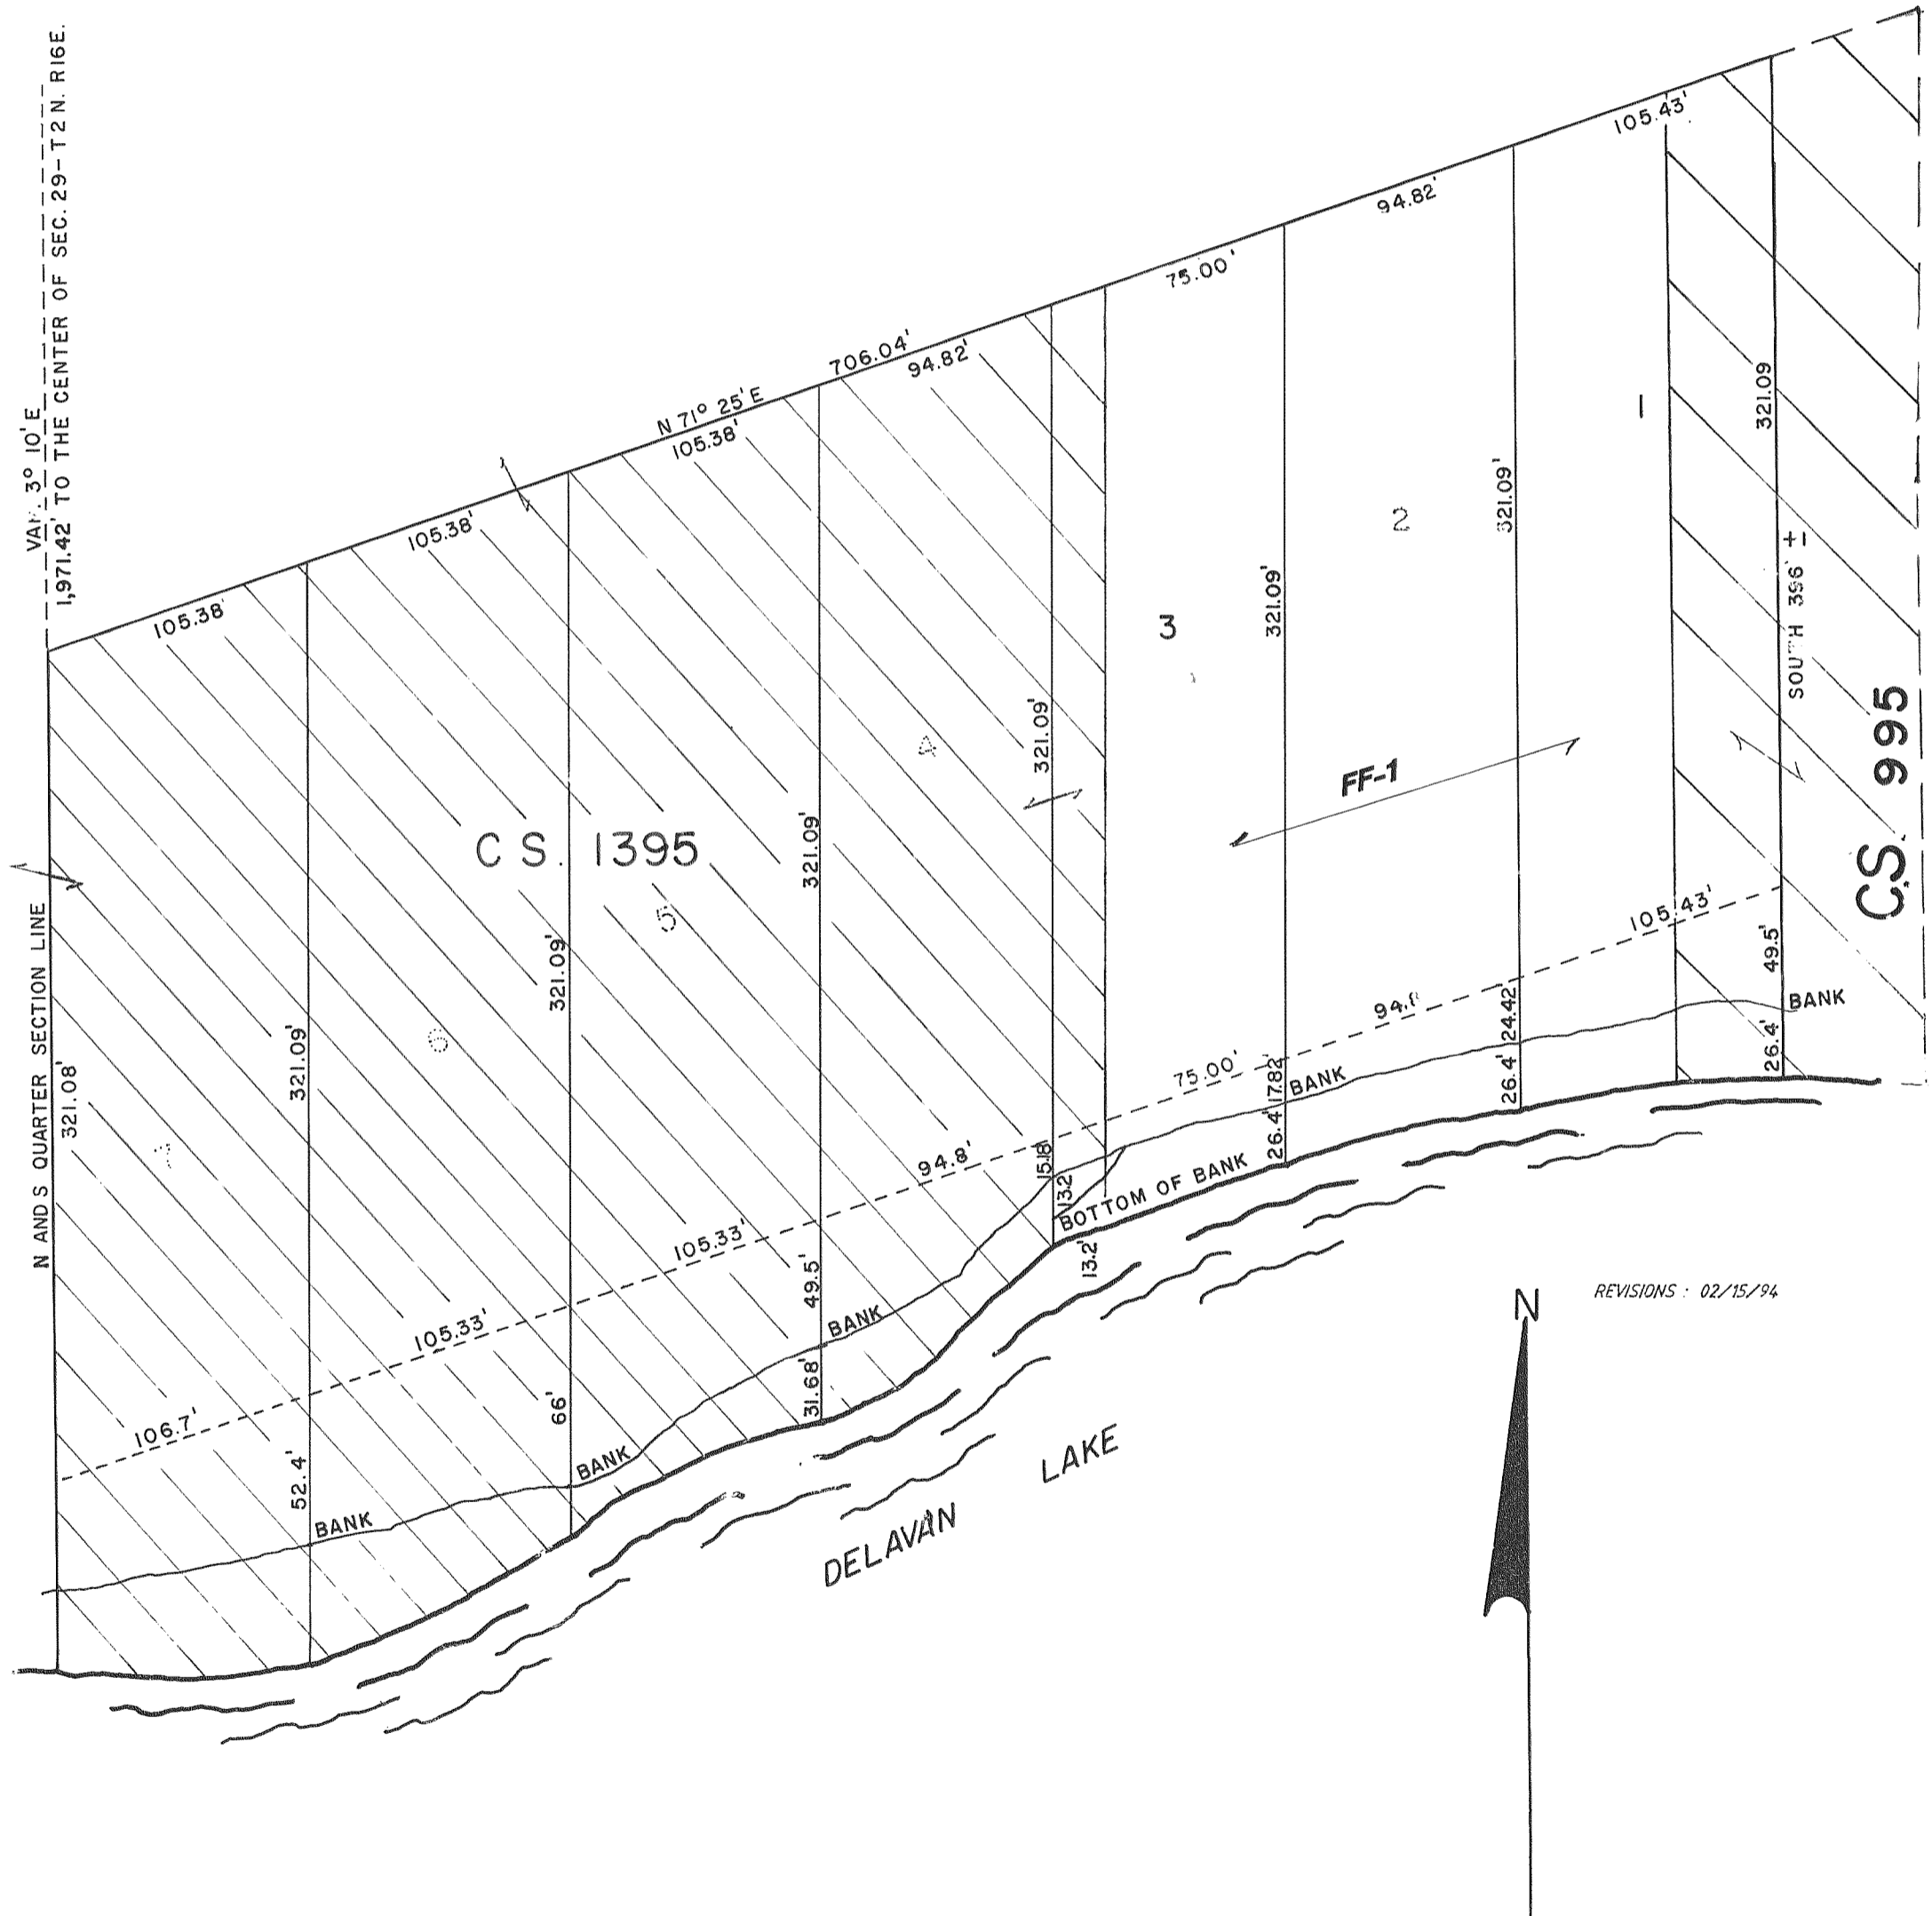 VAR. 3° 10' E
1,971.42' TO THE CENTER OF SEC. 29-T2N. R16E.
105.43'
94.82'
75.00'
706.04'
94.82'
N 71° 25' E
105.38'
105.38'
105.38'
1
2
3
4
5
6
7
321.09
321.09'
321.09'
321.09'
321.09'
321.09'
321.09'
321.08'
SOUTH 396' ±
C.S. 995
FF-1
C S. 1395
N AND S QUARTER SECTION LINE
105.43'
49.5'
BANK
26.4'
94.8'
24.42'
26.4'
75.00'
17.82'
BANK
26.4'
94.8'
15.18'
13.2'
BOTTOM OF BANK
13.2'
105.33'
49.5'
BANK
31.68'
105.33'
66'
BANK
106.7'
52.4'
BANK
REVISIONS : 02/15/94
N
DELAVAN LAKE